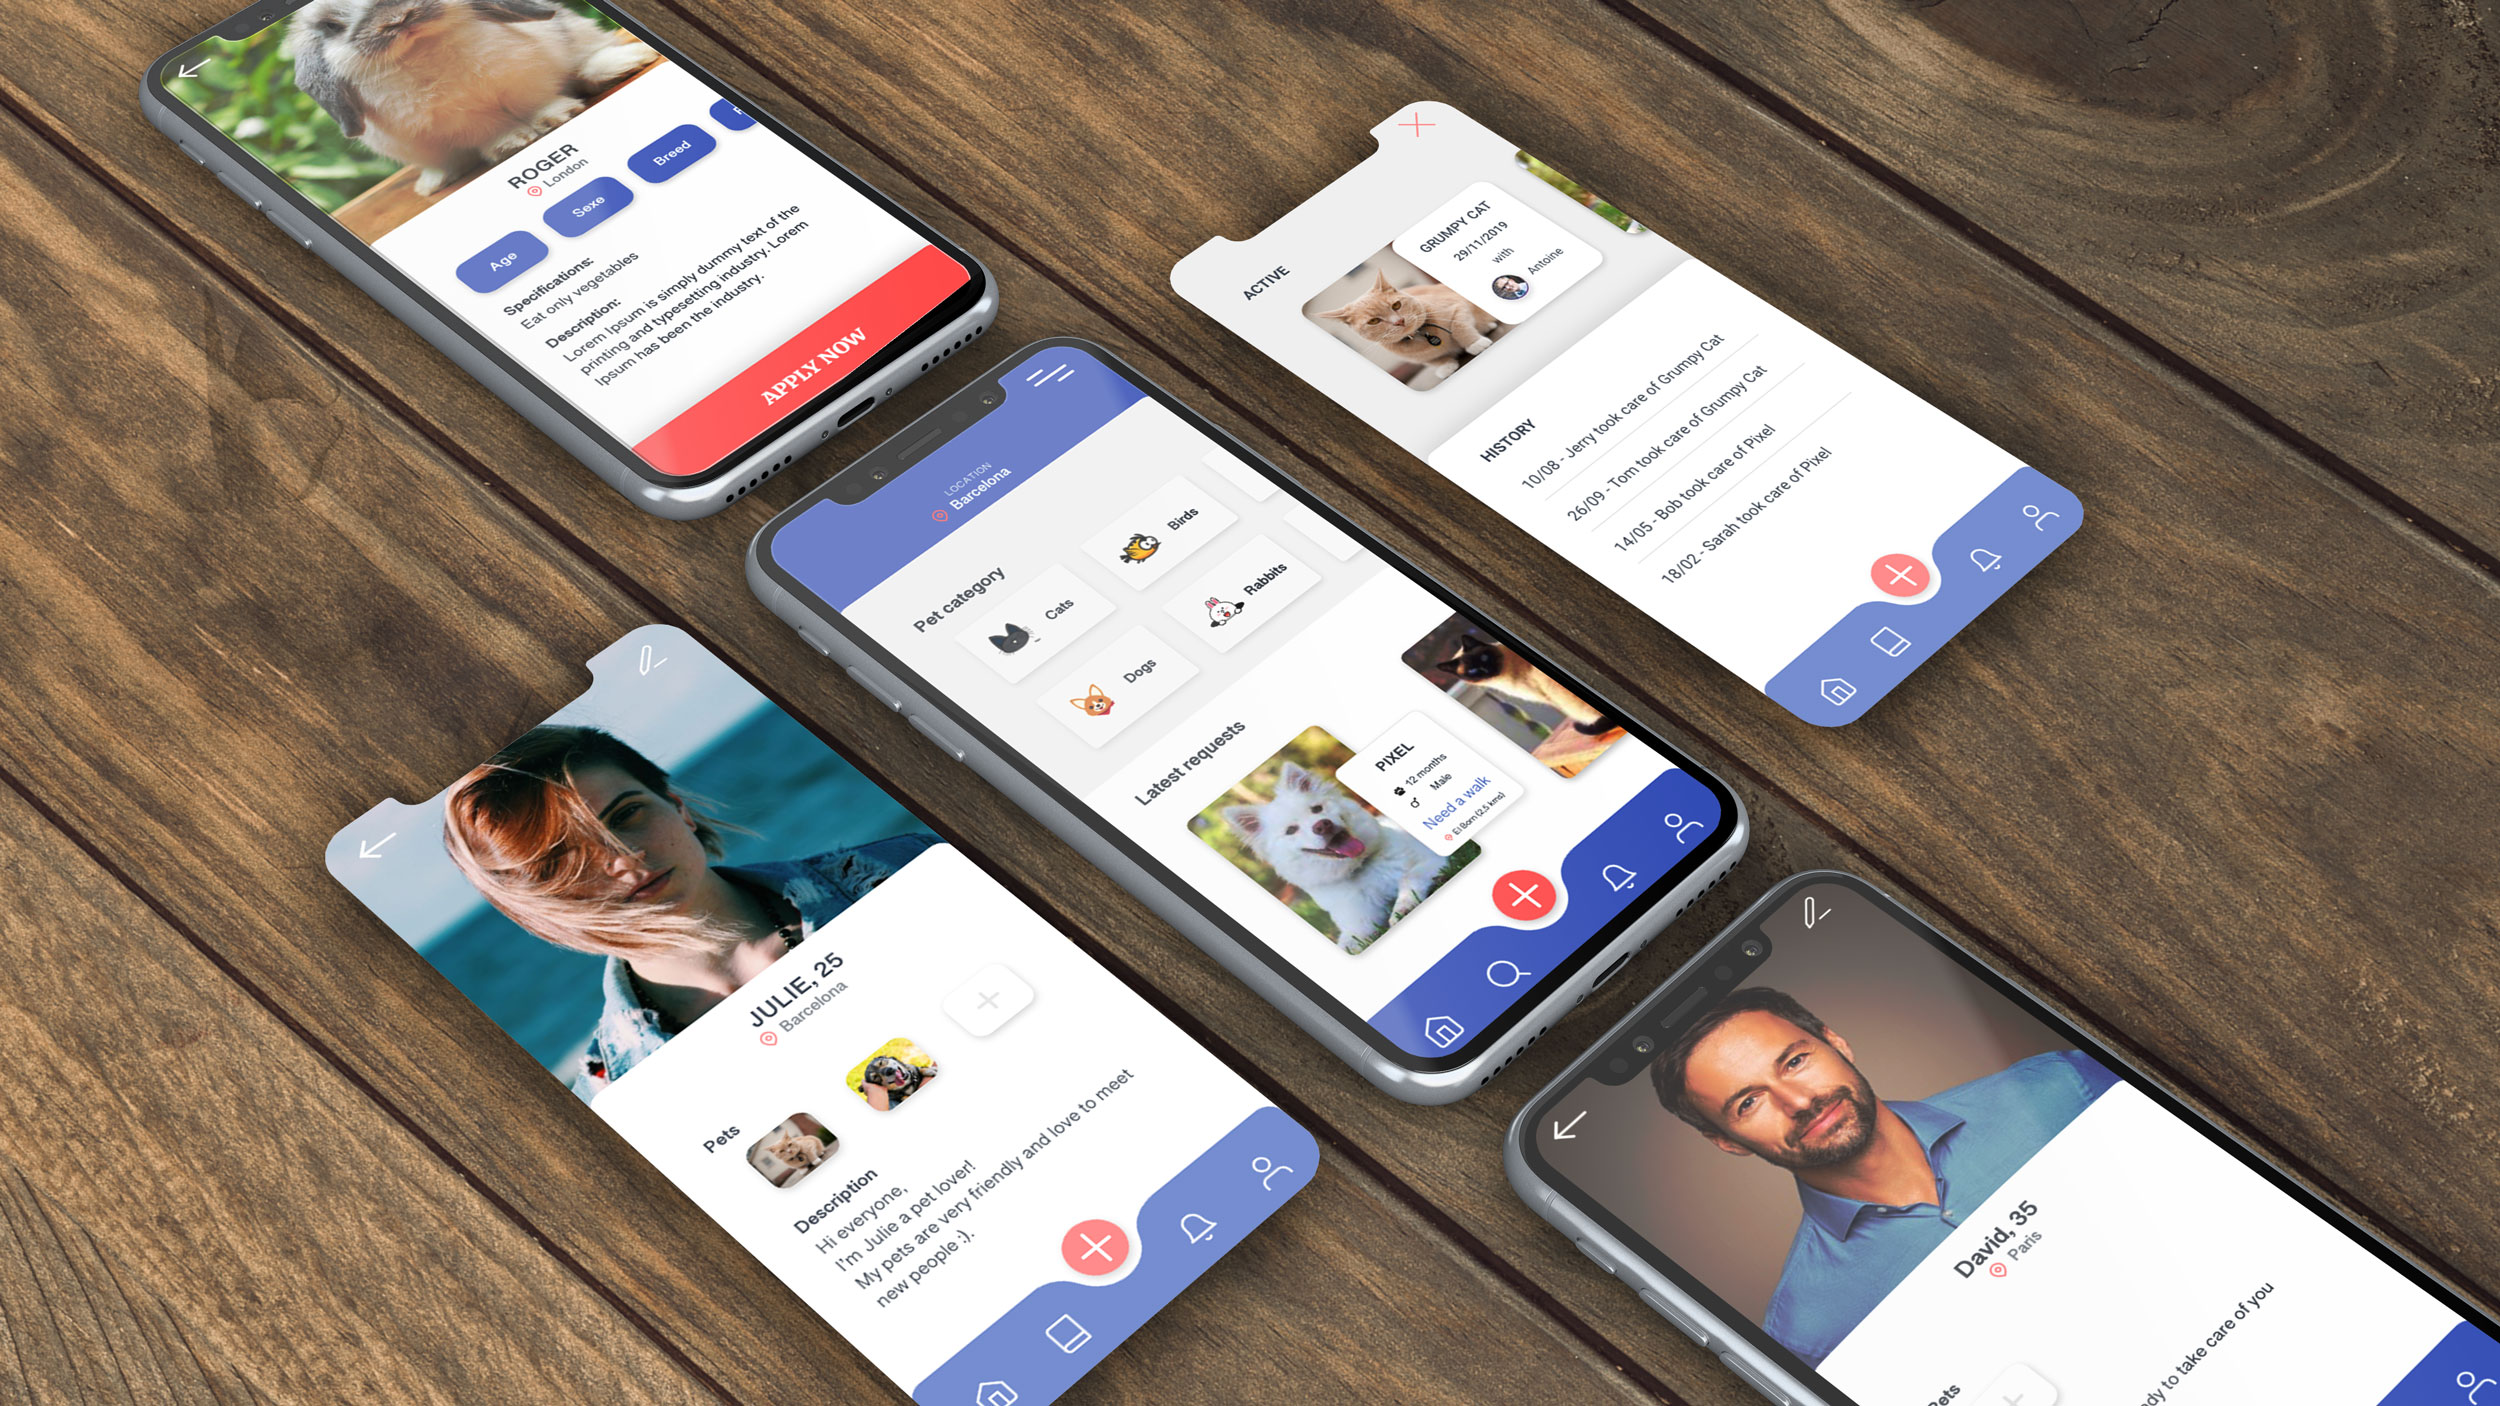 ROGER
London
Age
Sexe
Breed
Specifications:
Eat only vegetables
Description:
Lorem Ipsum is simply dummy text of the
printing and typesetting industry. Lorem
Ipsum has been the industry.
APPLY NOW
ACTIVE
GRUMPY CAT
29/11/2019
with
Antoine
HISTORY
10/08 - Jerry took care of Grumpy Cat
26/09 - Tom took care of Grumpy Cat
14/05 - Bob took care of Pixel
18/02 - Sarah took care of Pixel
LOCATION
Barcelona
Pet category
Cats
Birds
Dogs
Rabbits
Latest requests
PIXEL
12 months
Male
Need a walk
El Born (2,5 kms)
JULIE, 25
Barcelona
Pets
Description
Hi everyone,
I'm Julie a pet lover!
My pets are very friendly and love to meet
new people :).
David, 35
Paris
to take care of you